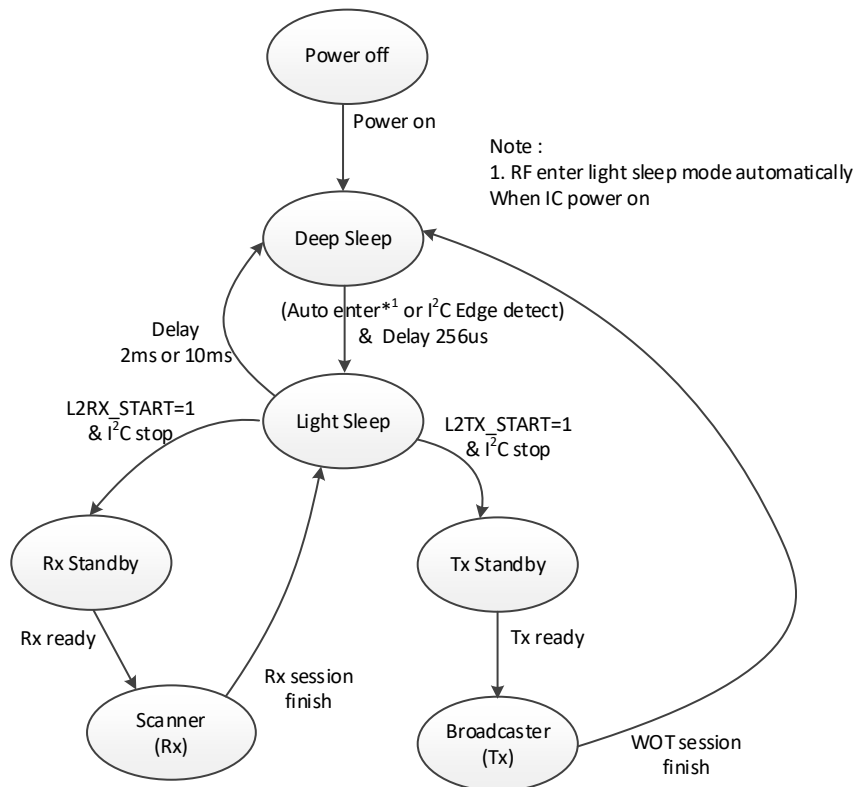 Power off
Power on
Note :
1. RF enter light sleep mode automatically
When IC power on
Deep Sleep
(Auto enter*¹ or I²C Edge detect)
& Delay 256us
Delay
2ms or 10ms
L2RX_START=1
& I²C stop
Light Sleep
L2TX_START=1
& I²C stop
Rx Standby
Tx Standby
Rx ready
Tx ready
Rx session
finish
Scanner
(Rx)
Broadcaster
(Tx)
WOT session
finish